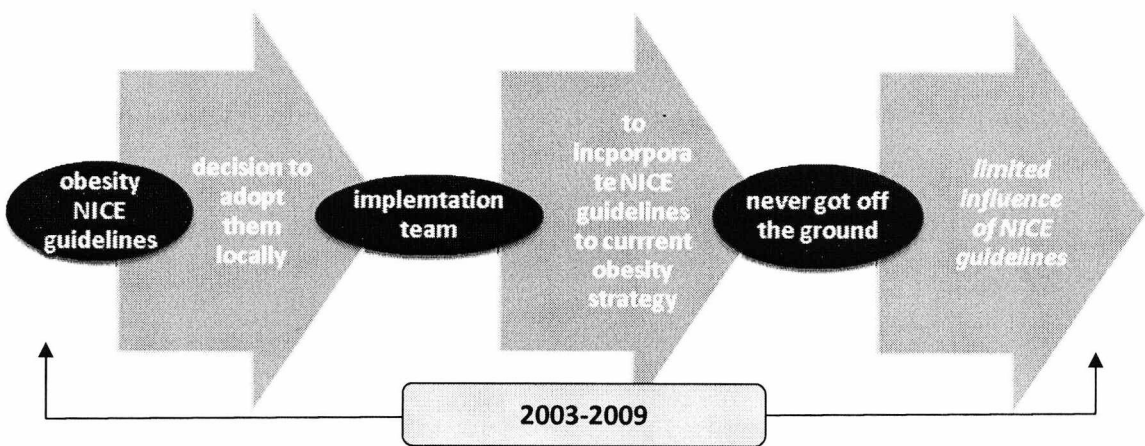 obesity
NICE
guidelines
decision to
adopt
them
locally
implemtation
team
to
incporpora
te NICE
guidelines
to currrent
obesity
strategy
never got off
the ground
limited
influence
of NICE
guidelines
2003-2009